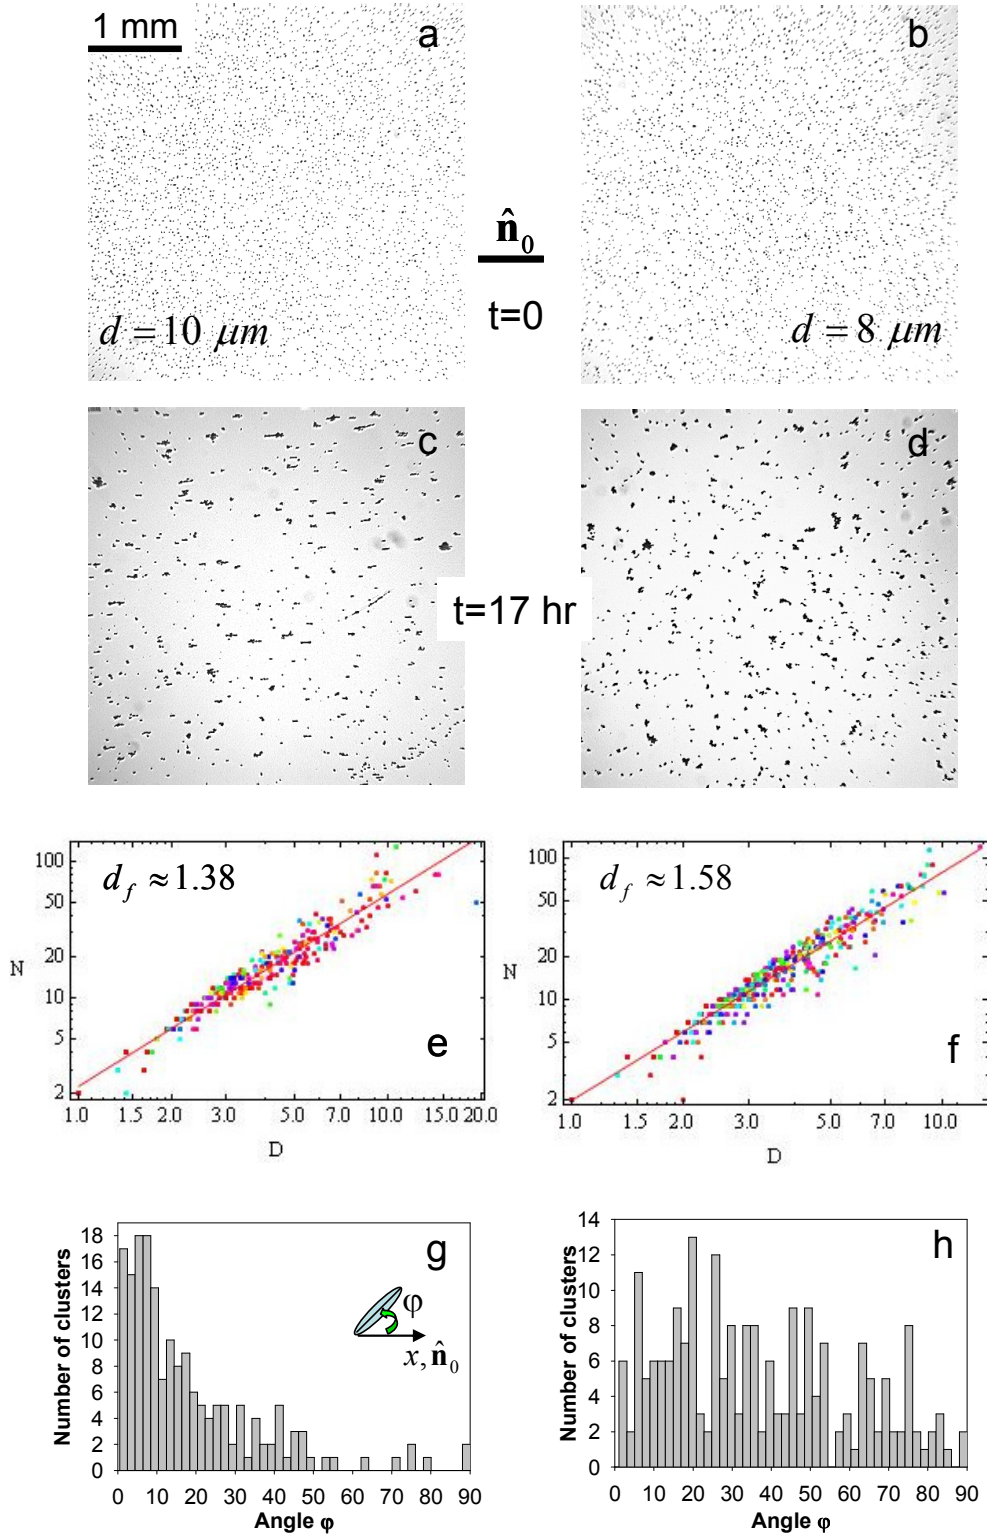 1 mm
a
b
n̂₀
t=0
d = 10 μm
d = 8 μm
c
d
t=17 hr
d_f ≈ 1.38
d_f ≈ 1.58
100
50
20
10
5
2
N
e
1.0 1.5 2.0 3.0 5.0 7.0 10.0 15.0 20.0
D
100
50
20
10
5
2
N
f
1.0 1.5 2.0 3.0 5.0 7.0 10.0
D
Number of clusters
18
16
14
12
10
8
6
4
2
0
g
φ
x, n̂₀
0 10 20 30 40 50 60 70 80 90
Angle φ
Number of clusters
14
12
10
8
6
4
2
0
h
0 10 20 30 40 50 60 70 80 90
Angle φ